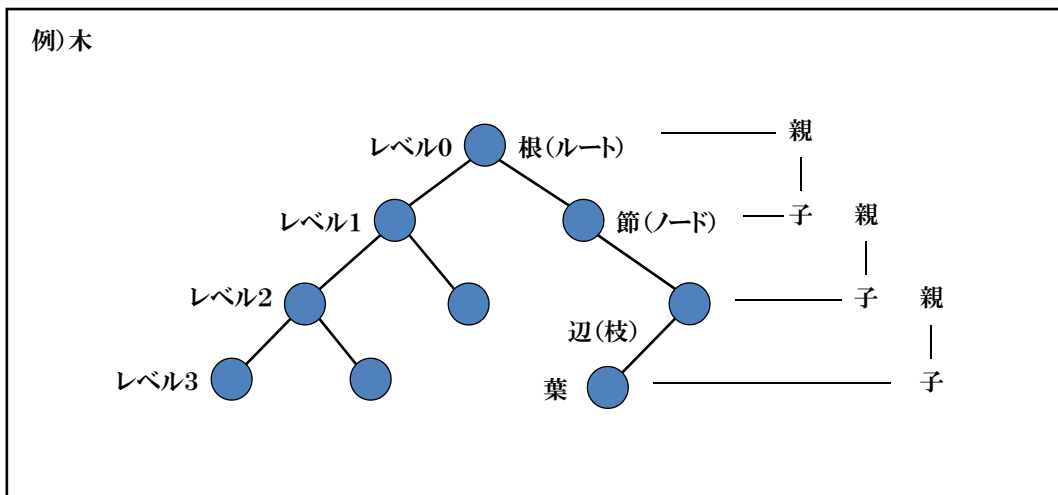 例）木
レベル0 根（ルート） 親
レベル1 節（ノード） 子 親
レベル2 子 親
辺（枝）
レベル3 葉 子